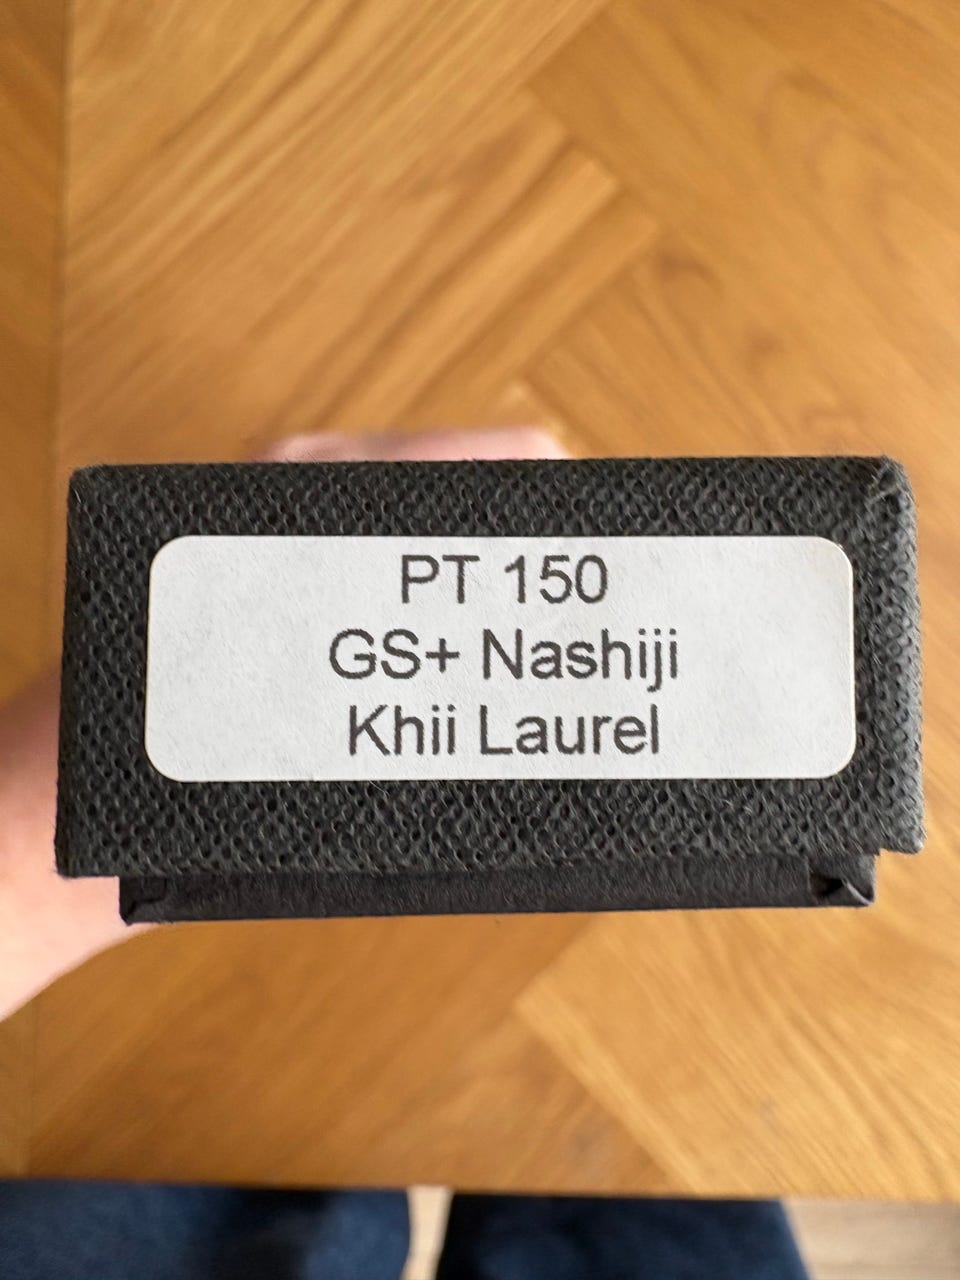 PT 150
GS+ Nashiji
Khii Laurel